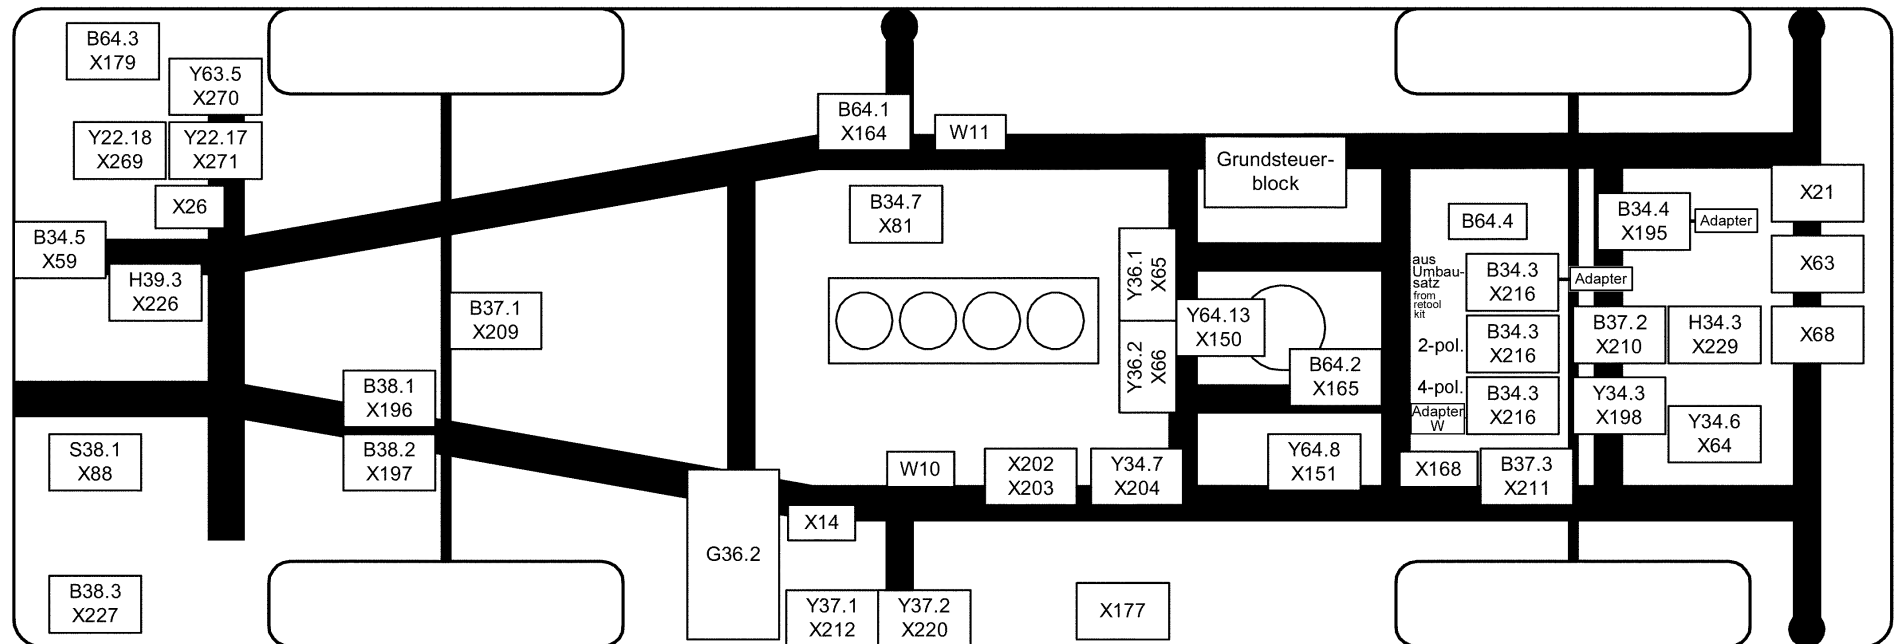 B64.3
X179
Y63.5
X270
Y22.18
X269
Y22.17
X271
X26
B34.5
X59
H39.3
X226
B37.1
X209
B38.1
X196
B38.2
X197
S38.1
X88
B38.3
X227
B64.1
X164
W11
B34.7
X81
Grundsteuer-
block
Y36.1
X65
Y36.2
X66
Y64.13
X150
B64.2
X165
W10
X202
X203
Y34.7
X204
Y64.8
X151
X14
G36.2
Y37.1
X212
Y37.2
X220
X177
B64.4
aus
Umbau-
satz
from
retool
kit
B34.3
X216
Adapter
2-pol.
B34.3
X216
4-pol.
Adapter
W
B34.3
X216
X168
B37.3
X211
B34.4
X195
Adapter
B37.2
X210
H34.3
X229
Y34.3
X198
Y34.6
X64
X21
X63
X68